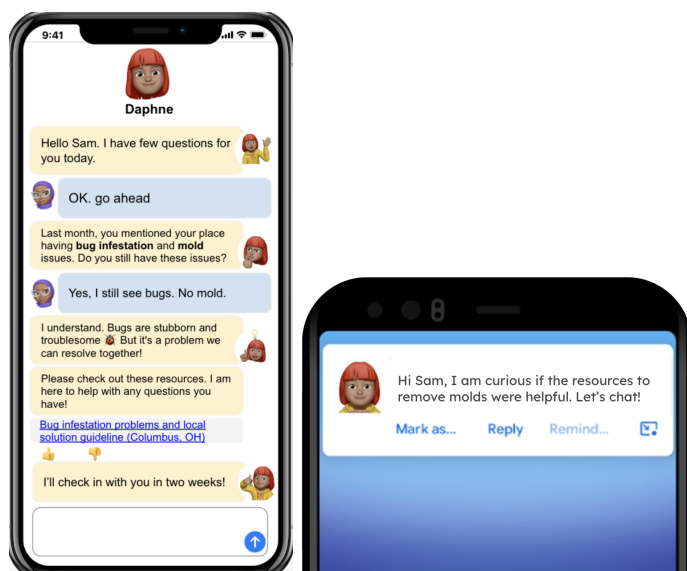 9:41
Daphne
Hello Sam. I have few questions for
you today.
OK. go ahead
Last month, you mentioned your place
having bug infestation and mold
issues. Do you still have these issues?
Yes, I still see bugs. No mold.
I understand. Bugs are stubborn and
troublesome 🐞 But it's a problem we
can resolve together!
Please check out these resources. I am
here to help with any questions you
have!
Bug infestation problems and local
solution guideline (Columbus, OH)
I'll check in with you in two weeks!
Hi Sam, I am curious if the resources to
remove molds were helpful. Let's chat!
Mark as... Reply Remind...